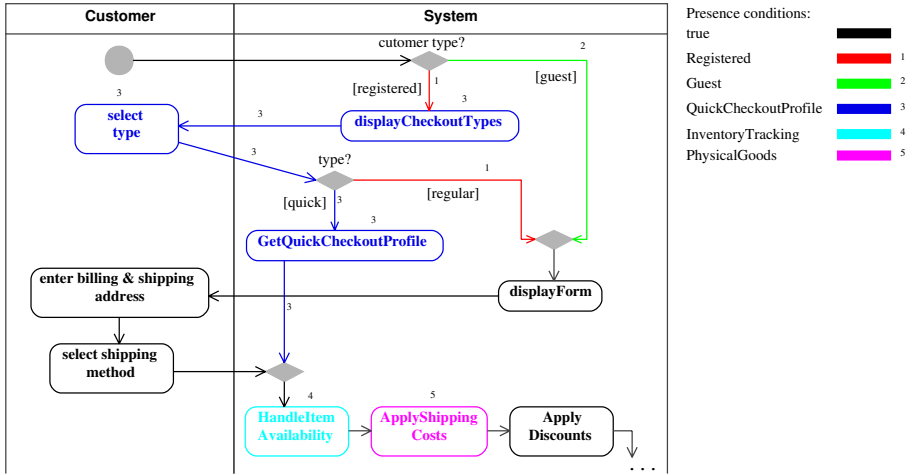 Customer
System
Presence conditions:
true
Registered 1
Guest 2
QuickCheckoutProfile 3
InventoryTracking 4
PhysicalGoods 5
cutomer type?
2
[guest]
1
[registered]
3
select
type
3
3
displayCheckoutTypes
3
type?
1
[quick]
3
[regular]
3
GetQuickCheckoutProfile
enter billing & shipping
address
displayForm
3
select shipping
method
4
HandleItem
Availability
5
ApplyShipping
Costs
Apply
Discounts
. . .